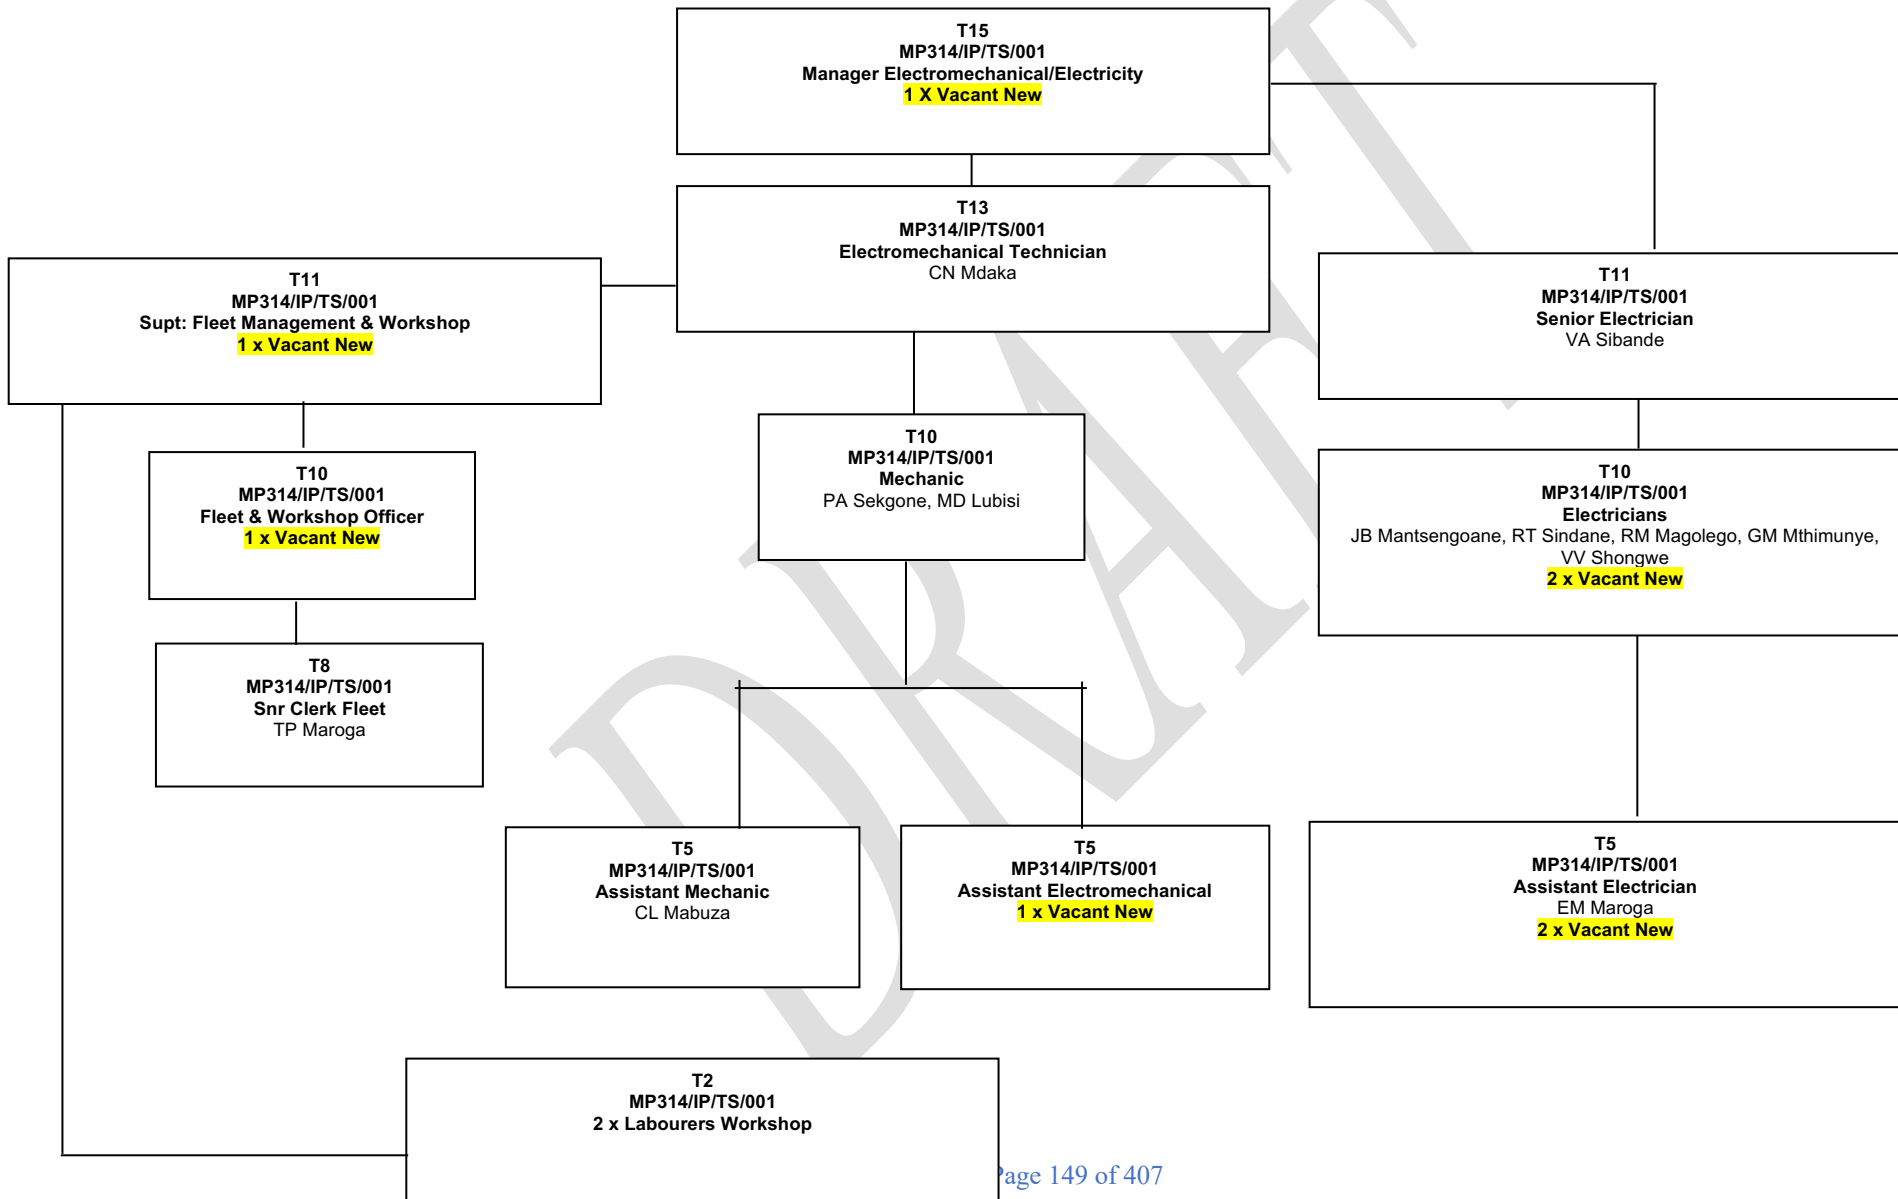 T15
MP314/IP/TS/001
Manager Electromechanical/Electricity
1 X Vacant New
T13
MP314/IP/TS/001
Electromechanical Technician
CN Mdaka
T11
MP314/IP/TS/001
Supt: Fleet Management & Workshop
1 x Vacant New
T11
MP314/IP/TS/001
Senior Electrician
VA Sibande
T10
MP314/IP/TS/001
Fleet & Workshop Officer
1 x Vacant New
T10
MP314/IP/TS/001
Mechanic
PA Sekgone, MD Lubisi
T10
MP314/IP/TS/001
Electricians
JB Mantsengoane, RT Sindane, RM Magolego, GM Mthimunye,
VV Shongwe
2 x Vacant New
T8
MP314/IP/TS/001
Snr Clerk Fleet
TP Maroga
T5
MP314/IP/TS/001
Assistant Mechanic
CL Mabuza
T5
MP314/IP/TS/001
Assistant Electromechanical
1 x Vacant New
T5
MP314/IP/TS/001
Assistant Electrician
EM Maroga
2 x Vacant New
T2
MP314/IP/TS/001
2 x Labourers Workshop
Page 149 of 407
DRAFT